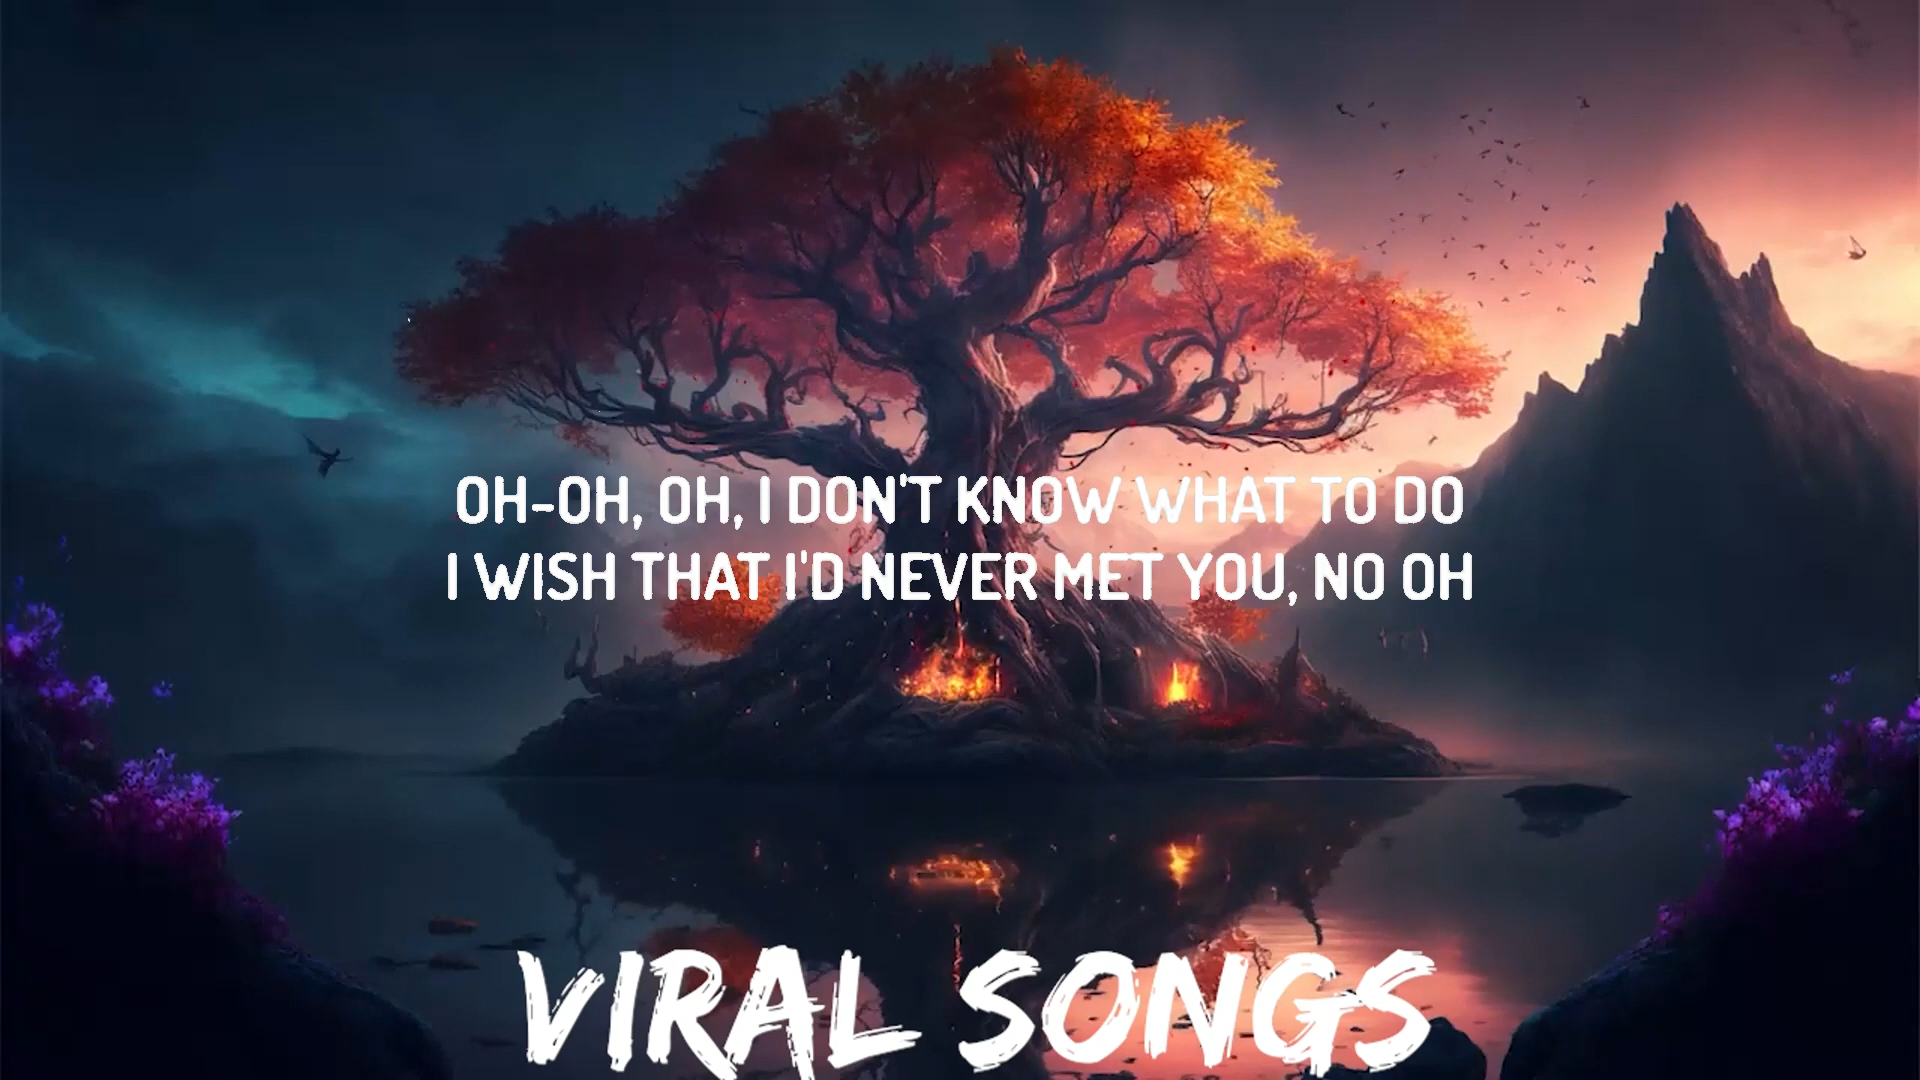 OH-OH, OH, I DON'T KNOW WHAT TO DO
I WISH THAT I'D NEVER MET YOU, NO OH
VIRAL SONGS